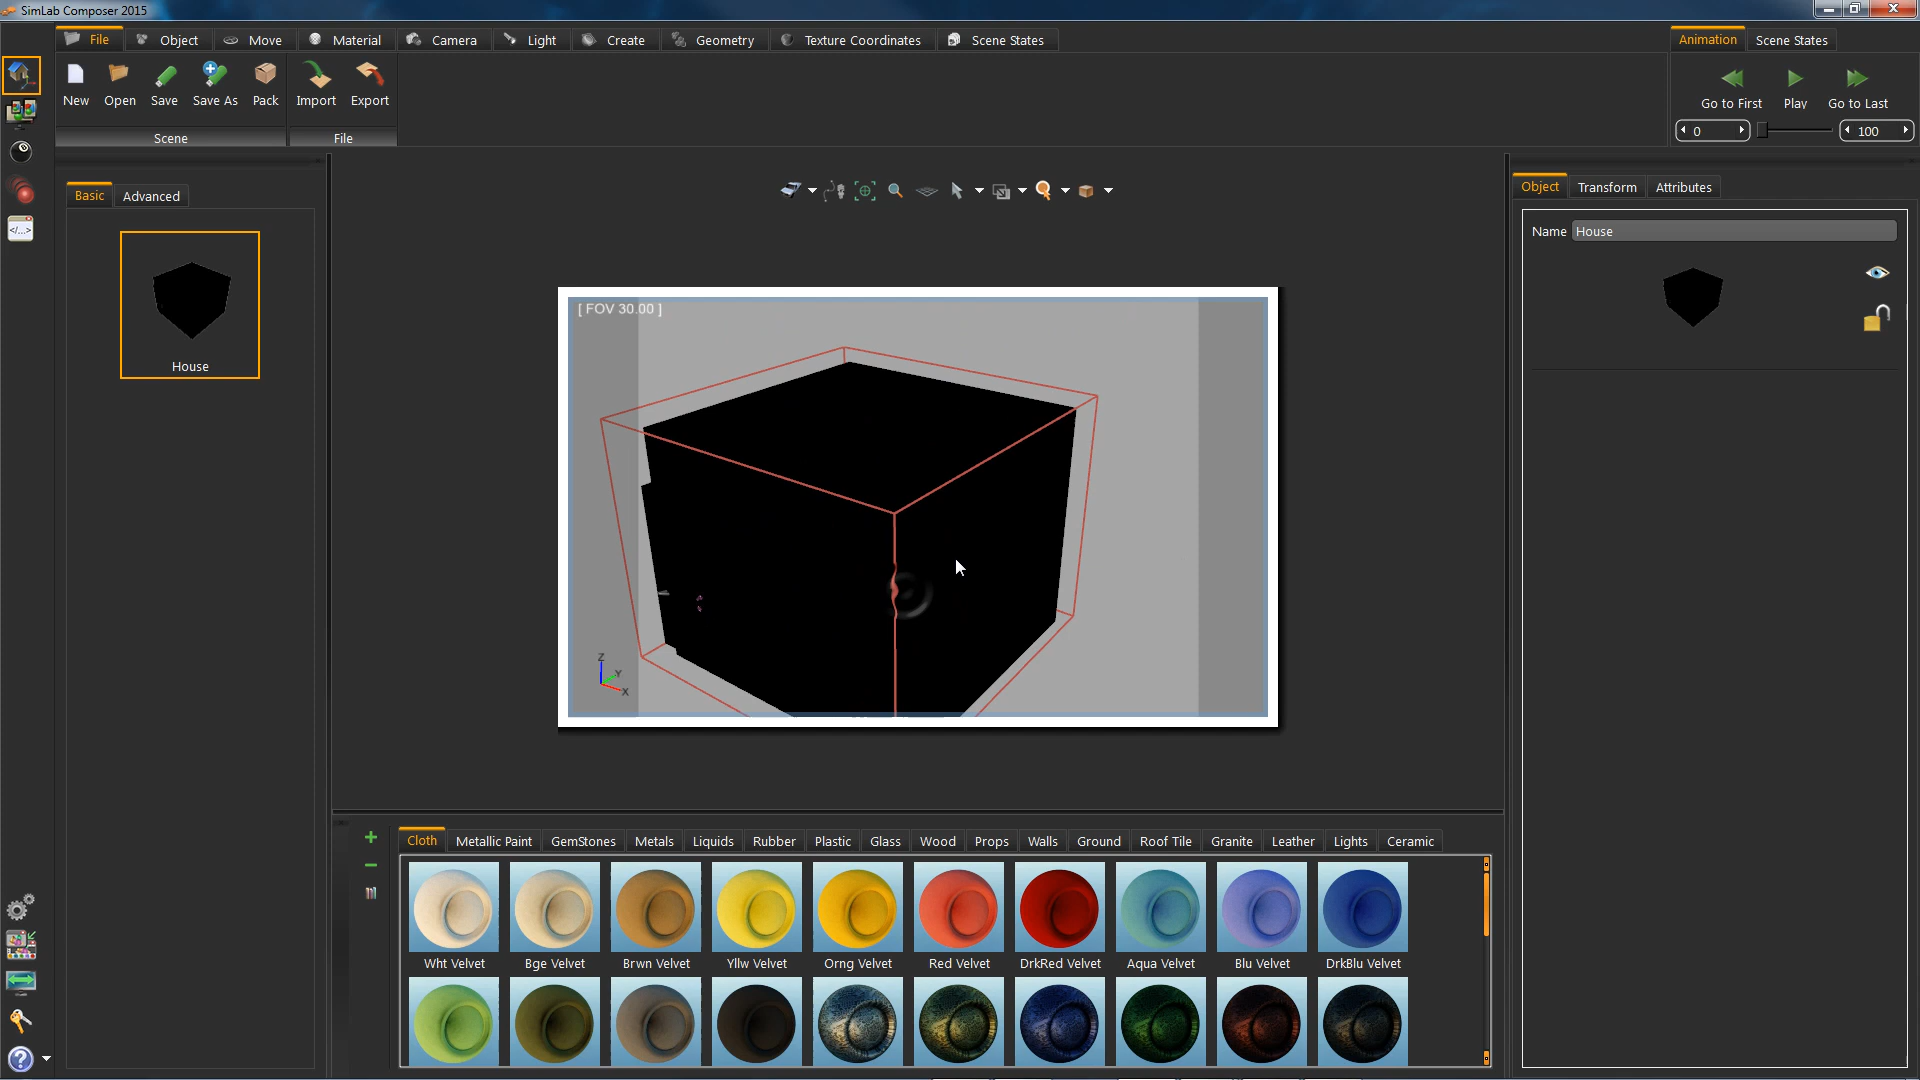 SimLab Composer 2015
File Object Move Material Camera Light Create Geometry Texture Coordinates Scene States
Animation Scene States
New Open Save Save As Pack Import Export
Go to First Play Go to Last
0 100
Scene File
Basic Advanced
House
Object Transform Attributes
Name House
[ FOV 30.00 ]
Z
Y
X
Cloth Metallic Paint GemStones Metals Liquids Rubber Plastic Glass Wood Props Walls Ground Roof Tile Granite Leather Lights Ceramic
Wht Velvet Bge Velvet Brwn Velvet Yllw Velvet Orng Velvet Red Velvet DrkRed Velvet Aqua Velvet Blu Velvet DrkBlu Velvet